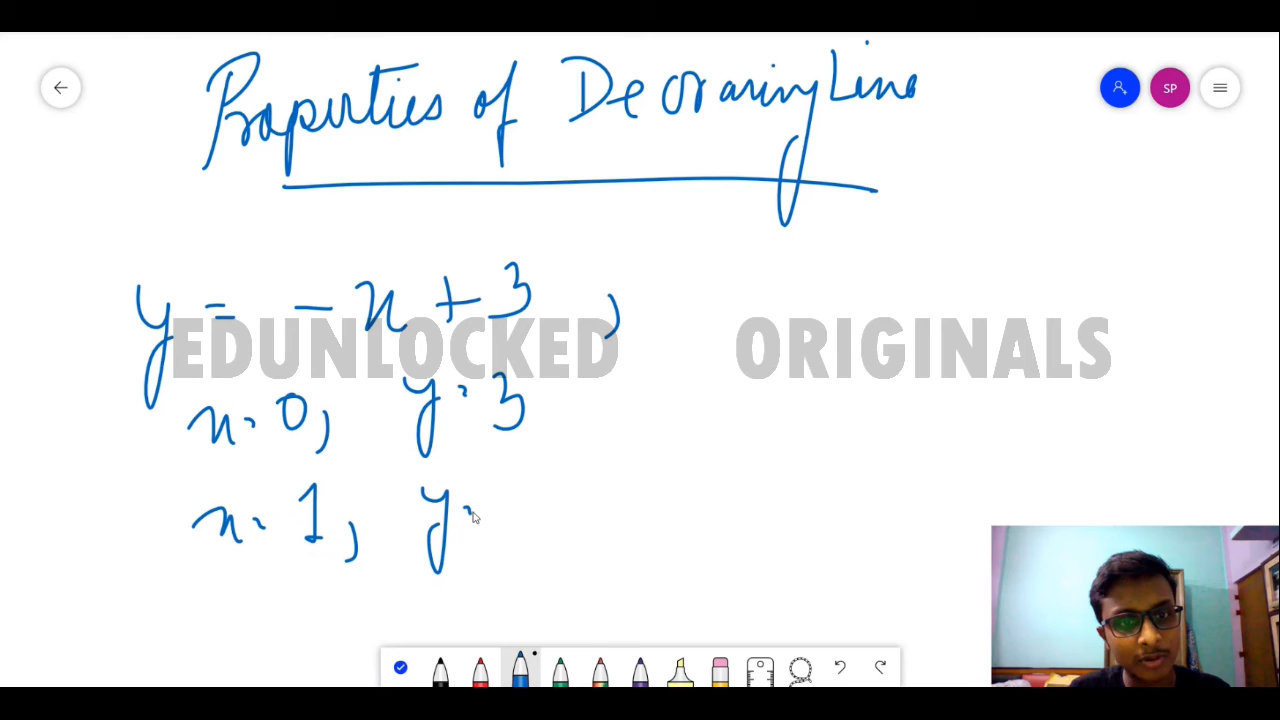 Properties of Decreasing Line
SP
y = - x + 3 ,
EDUNLOCKED ORIGINALS
x = 0, y = 3
x = 1, y =